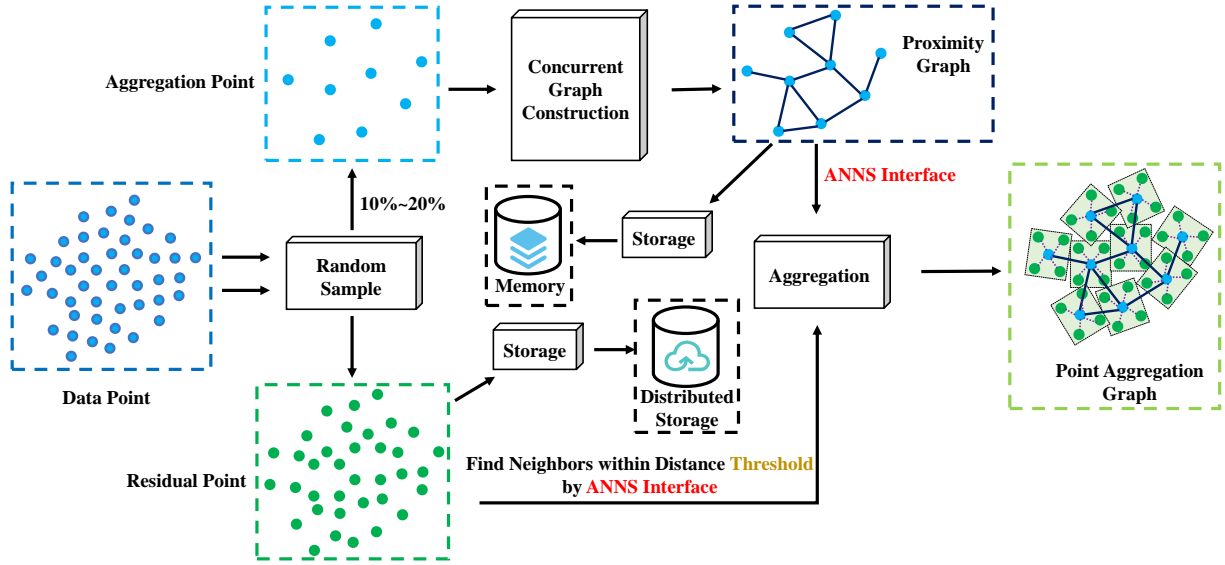 Aggregation Point
Concurrent
Graph
Construction
Proximity
Graph
10%~20%
ANNS Interface
Random
Sample
Storage
Memory
Aggregation
Data Point
Storage
Distributed
Storage
Point Aggregation
Graph
Residual Point
Find Neighbors within Distance Threshold
by ANNS Interface